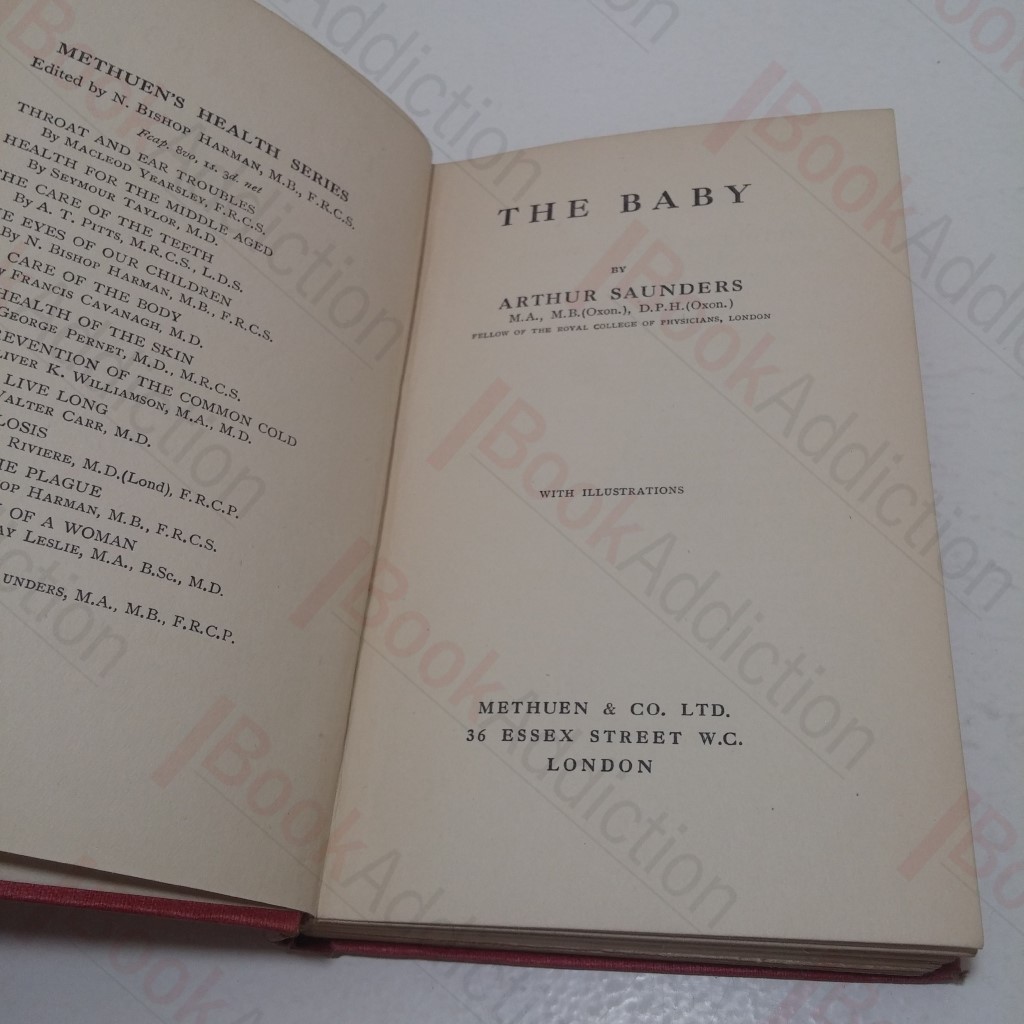 METHUEN'S HEALTH SERIES
Edited by N. BISHOP HARMAN, M.B., F.R.C.S.
Fcap. 8vo, 1s. 3d. net
THROAT AND EAR TROUBLES
By MACLEOD YEARSLEY, F.R.C.S.
HEALTH FOR THE MIDDLE AGED
By SEYMOUR TAYLOR, M.D.
THE CARE OF THE TEETH
By A. T. PITTS, M.R.C.S., L.D.S.
EYES OF OUR CHILDREN
By N. BISHOP HARMAN, M.B., F.R.C.S.
CARE OF THE BODY
FRANCIS CAVANAGH, M.D.
HEALTH OF THE SKIN
GEORGE PERNET, M.D., M.R.C.S.
REVENTION OF THE COMMON COLD
LIVER K. WILLIAMSON, M.A., M.D.
LIVE LONG
WALTER CARR, M.D.
LOSIS
RIVIERE, M.D.(Lond), F.R.C.P.
PLAGUE
OP HARMAN, M.B., F.R.C.S.
OF A WOMAN
AY LESLIE, M.A., B.Sc., M.D.
UNDERS, M.A., M.B., F.R.C.P.
THE BABY
BY
ARTHUR SAUNDERS
M.A., M.B.(Oxon.), D.P.H.(Oxon.)
FELLOW OF THE ROYAL COLLEGE OF PHYSICIANS, LONDON
WITH ILLUSTRATIONS
METHUEN & CO. LTD.
36 ESSEX STREET W.C.
LONDON
BookAddiction